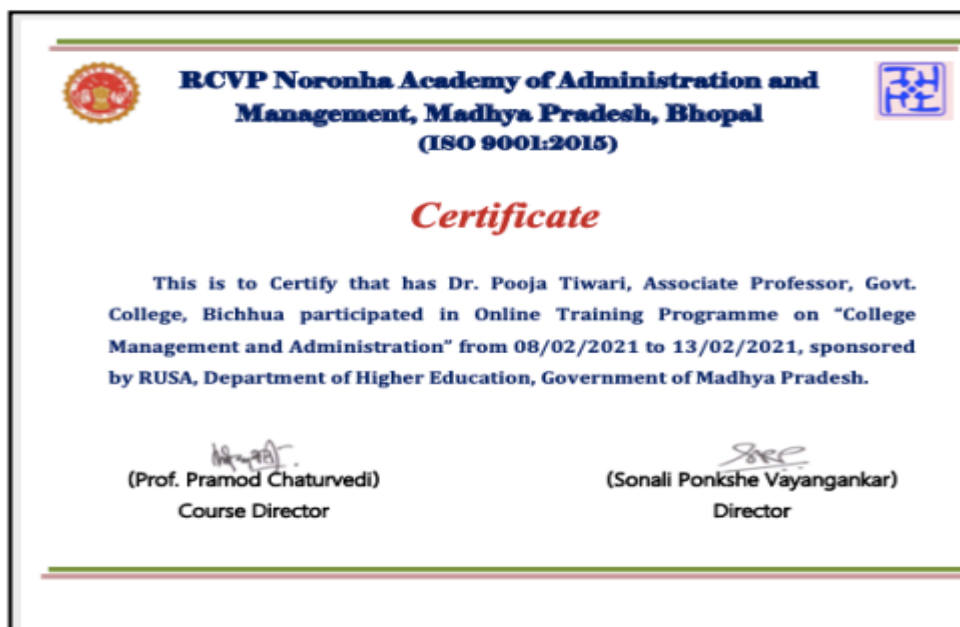 RCVP Noronha Academy of Administration and
Management, Madhya Pradesh, Bhopal
(ISO 9001:2015)
Certificate
This is to Certify that has Dr. Pooja Tiwari, Associate Professor, Govt.
College, Bichhua participated in Online Training Programme on "College
Management and Administration" from 08/02/2021 to 13/02/2021, sponsored
by RUSA, Department of Higher Education, Government of Madhya Pradesh.
(Prof. Pramod Chaturvedi)
Course Director
(Sonali Ponkshe Vayangankar)
Director